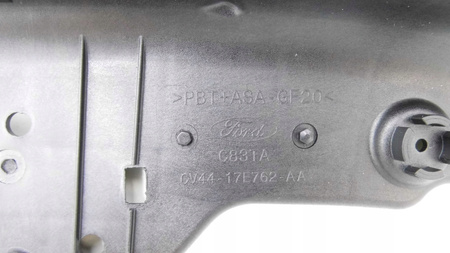 >PBT+ASA-GF20<
Ford
C831A
CV44-17E762-AA